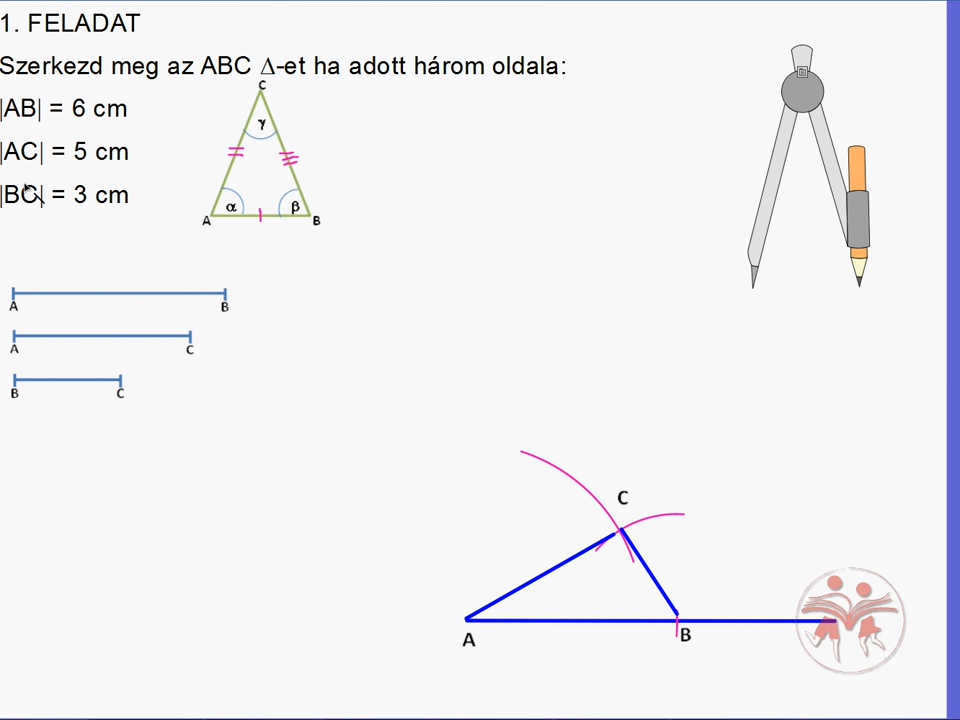 1. FELADAT
Szerkezd meg az ABC Δ-et ha adott három oldala:
|AB| = 6 cm
|AC| = 5 cm
|BC| = 3 cm
C
γ
α
β
A
B
A
B
A
C
B
C
C
A
B